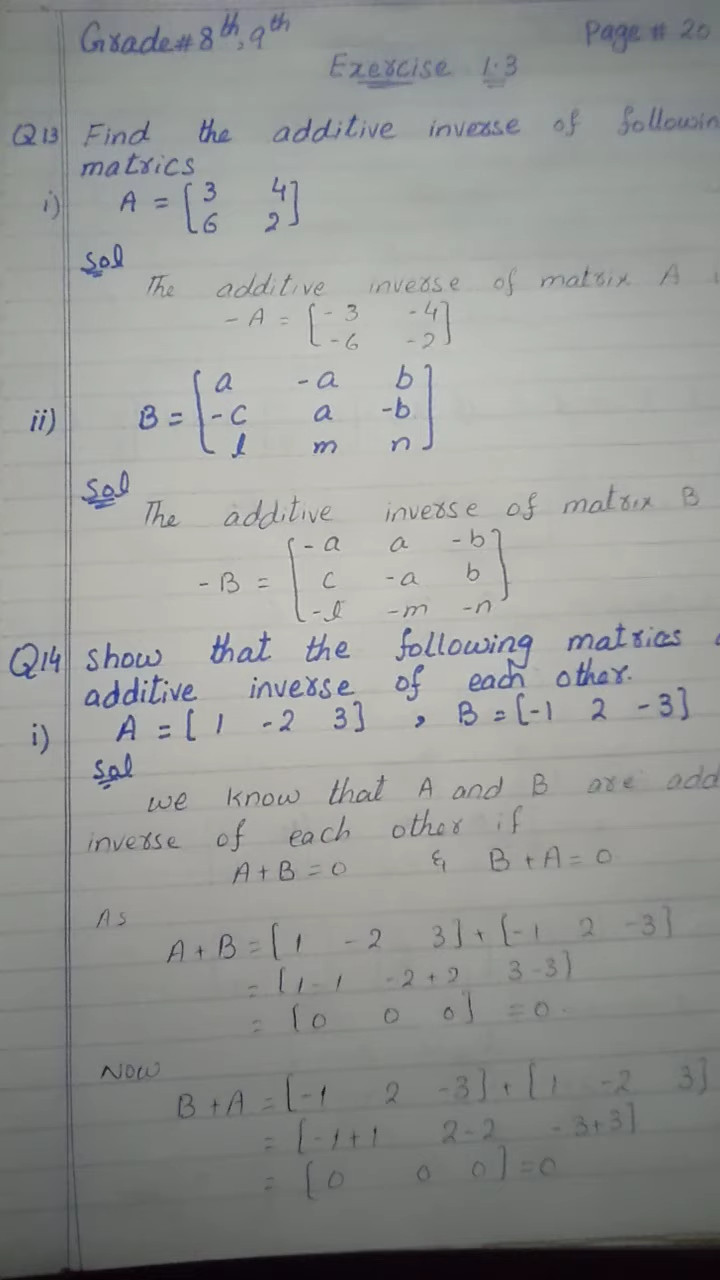 Grade# 8th, 9th Page # 20
Exercise 1.3
Q13 Find the additive inverse of followin
matrics
i) A = [3 4
6 2]
Sol
The additive inverse of matrix A i
-A = [-3 -4
-6 -2]
ii) B = [a -a b
-c a -b
l m n]
Sol
The additive inverse of matrix B
-B = [-a a -b
c -a b
-l -m -n]
Q14 Show that the following matrics a
additive inverse of each other.
i) A = [1 -2 3] , B = [-1 2 -3]
Sol
we know that A and B are add
inverse of each other if
A+B=0 & B+A=0
As
A+B = [1 -2 3] + [-1 2 -3]
= [1-1 -2+2 3-3]
= [0 0 0] = 0.
Now
B+A = [-1 2 -3] + [1 -2 3]
= [-1+1 2-2 -3+3]
= [0 0 0] = 0